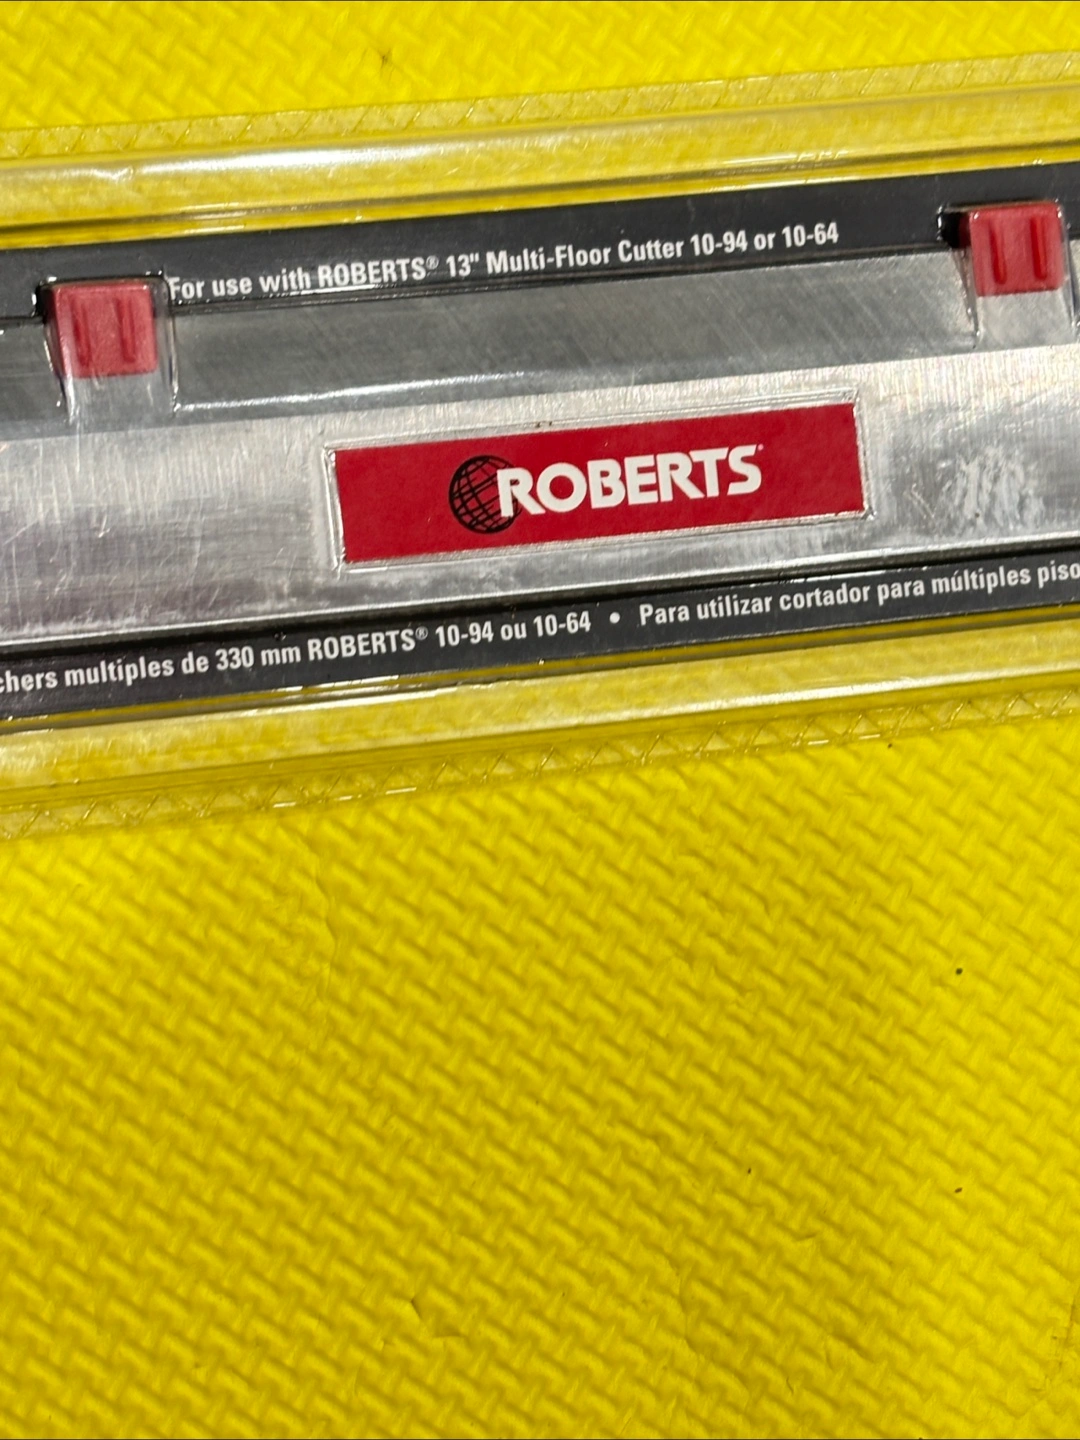 For use with ROBERTS® 13" Multi-Floor Cutter 10-94 or 10-64
ROBERTS
chers multiples de 330 mm ROBERTS® 10-94 ou 10-64 • Para utilizar cortador para múltiples piso